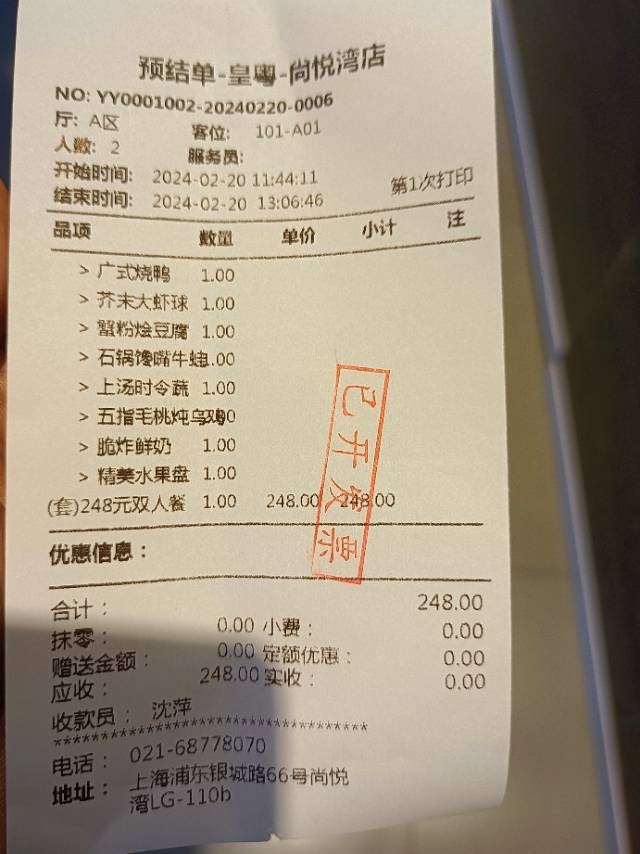 预结单-皇粤-尚悦湾店
NO: YY0001002-20240220-0006
厅: A区 客位: 101-A01
人数: 2 服务员:
开始时间: 2024-02-20 11:44:11 第1次打印
结束时间: 2024-02-20 13:06:46
品项 数量 单价 小计 注
> 广式烧鸭 1.00
> 芥末大虾球 1.00
> 蟹粉烩豆腐 1.00
> 石锅馋嘴牛蛙.00
> 上汤时令蔬 1.00
> 五指毛桃炖乌鸡
> 脆炸鲜奶 1.00
> 精美水果盘 1.00
(套)248元双人餐 1.00 248.00 248.00
已开发票
优惠信息：
合计： 248.00
抹零： 0.00 小费： 0.00
赠送金额： 0.00 定额优惠： 0.00
应收： 248.00 实收： 0.00
收款员： 沈萍
************************************
电话： 021-68778070
地址： 上海浦东银城路66号尚悦
湾LG-110b